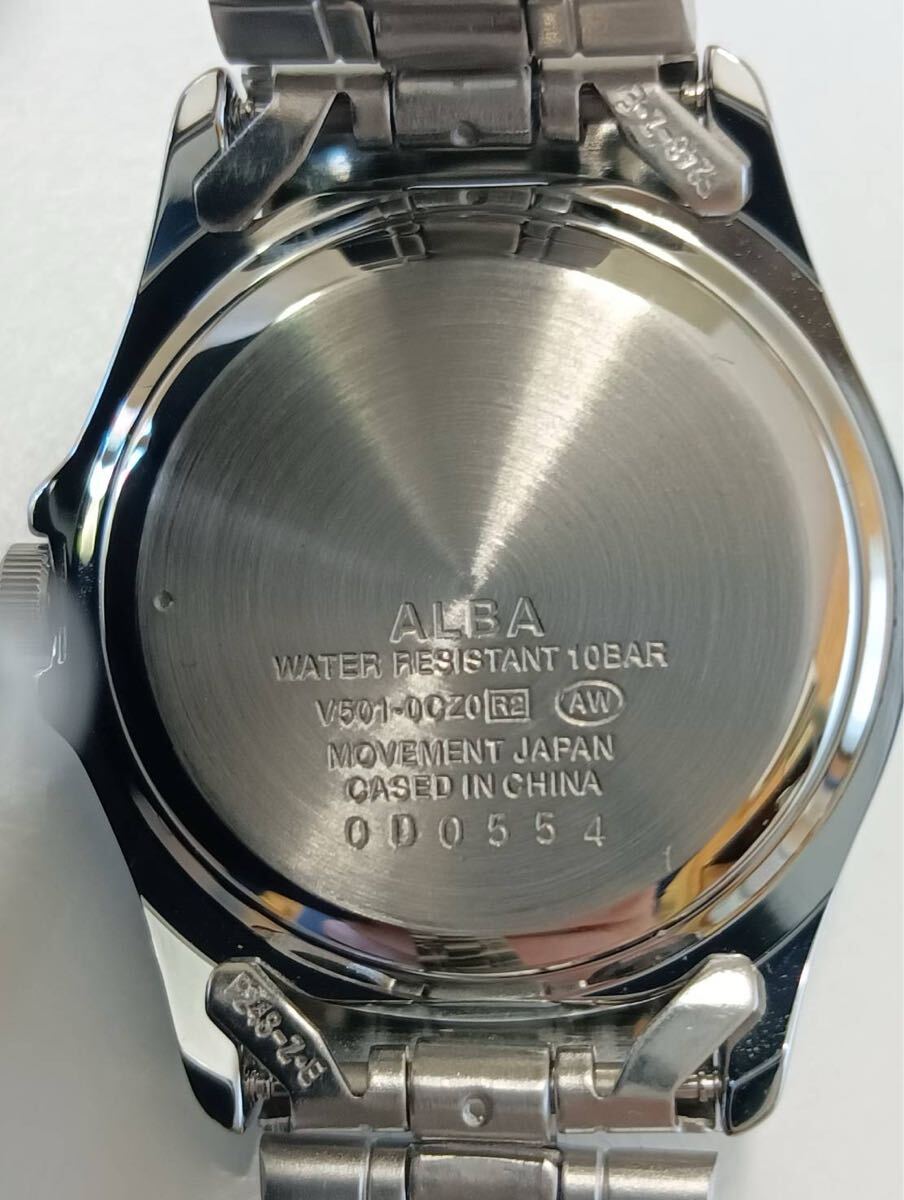 ALBA
WATER RESISTANT 10BAR
V501-0CZ0 R2 AW
MOVEMENT JAPAN
CASED IN CHINA
0D0554